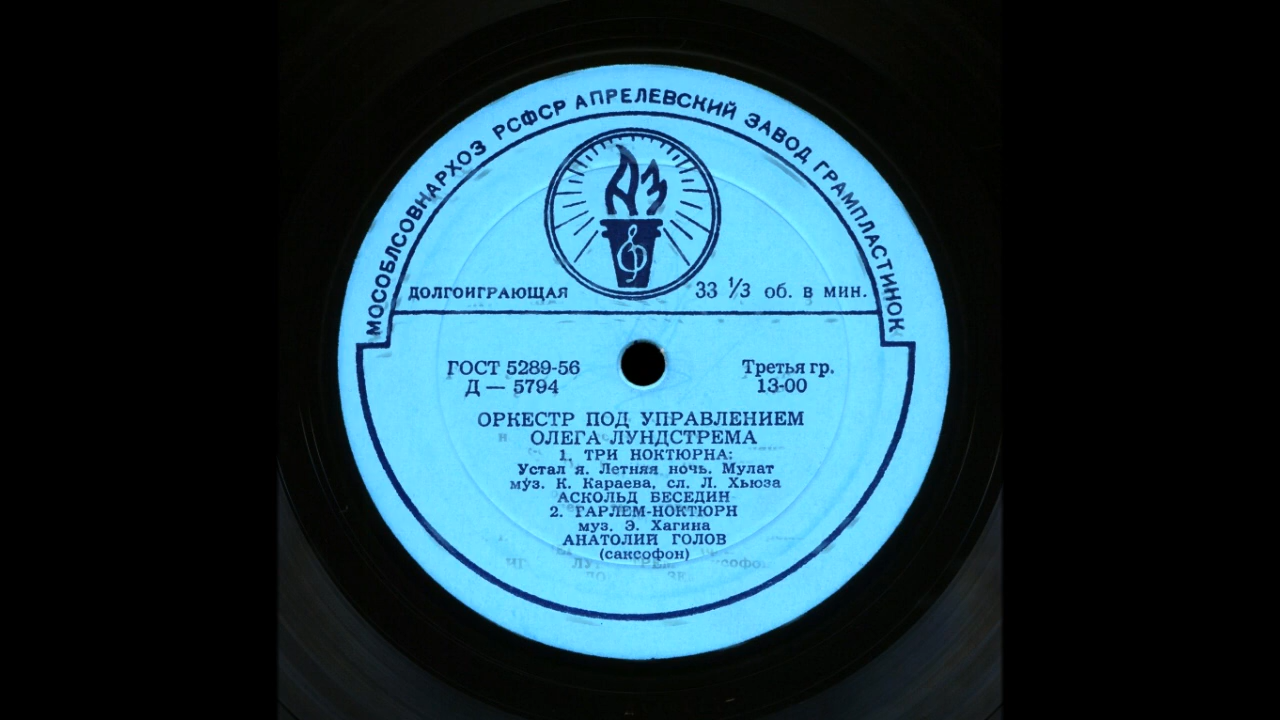 МОСОБЛСОВНАРХОЗ РСФСР АПРЕЛЕВСКИЙ ЗАВОД ГРАМПЛАСТИНОК
АЗ
ДОЛГОИГРАЮЩАЯ 33 1/3 об. в мин.
ГОСТ 5289-56 Третья гр.
Д — 5794 13-00
ОРКЕСТР ПОД УПРАВЛЕНИЕМ
ОЛЕГА ЛУНДСТРЕМА
1. ТРИ НОКТЮРНА:
Устал я. Летняя ночь. Мулат
муз. К. Караева, сл. Л. Хьюза
АСКОЛЬД БЕСЕДИН
2. ГАРЛЕМ-НОКТЮРН
муз. Э. Хагина
АНАТОЛИЙ ГОЛОВ
(саксофон)